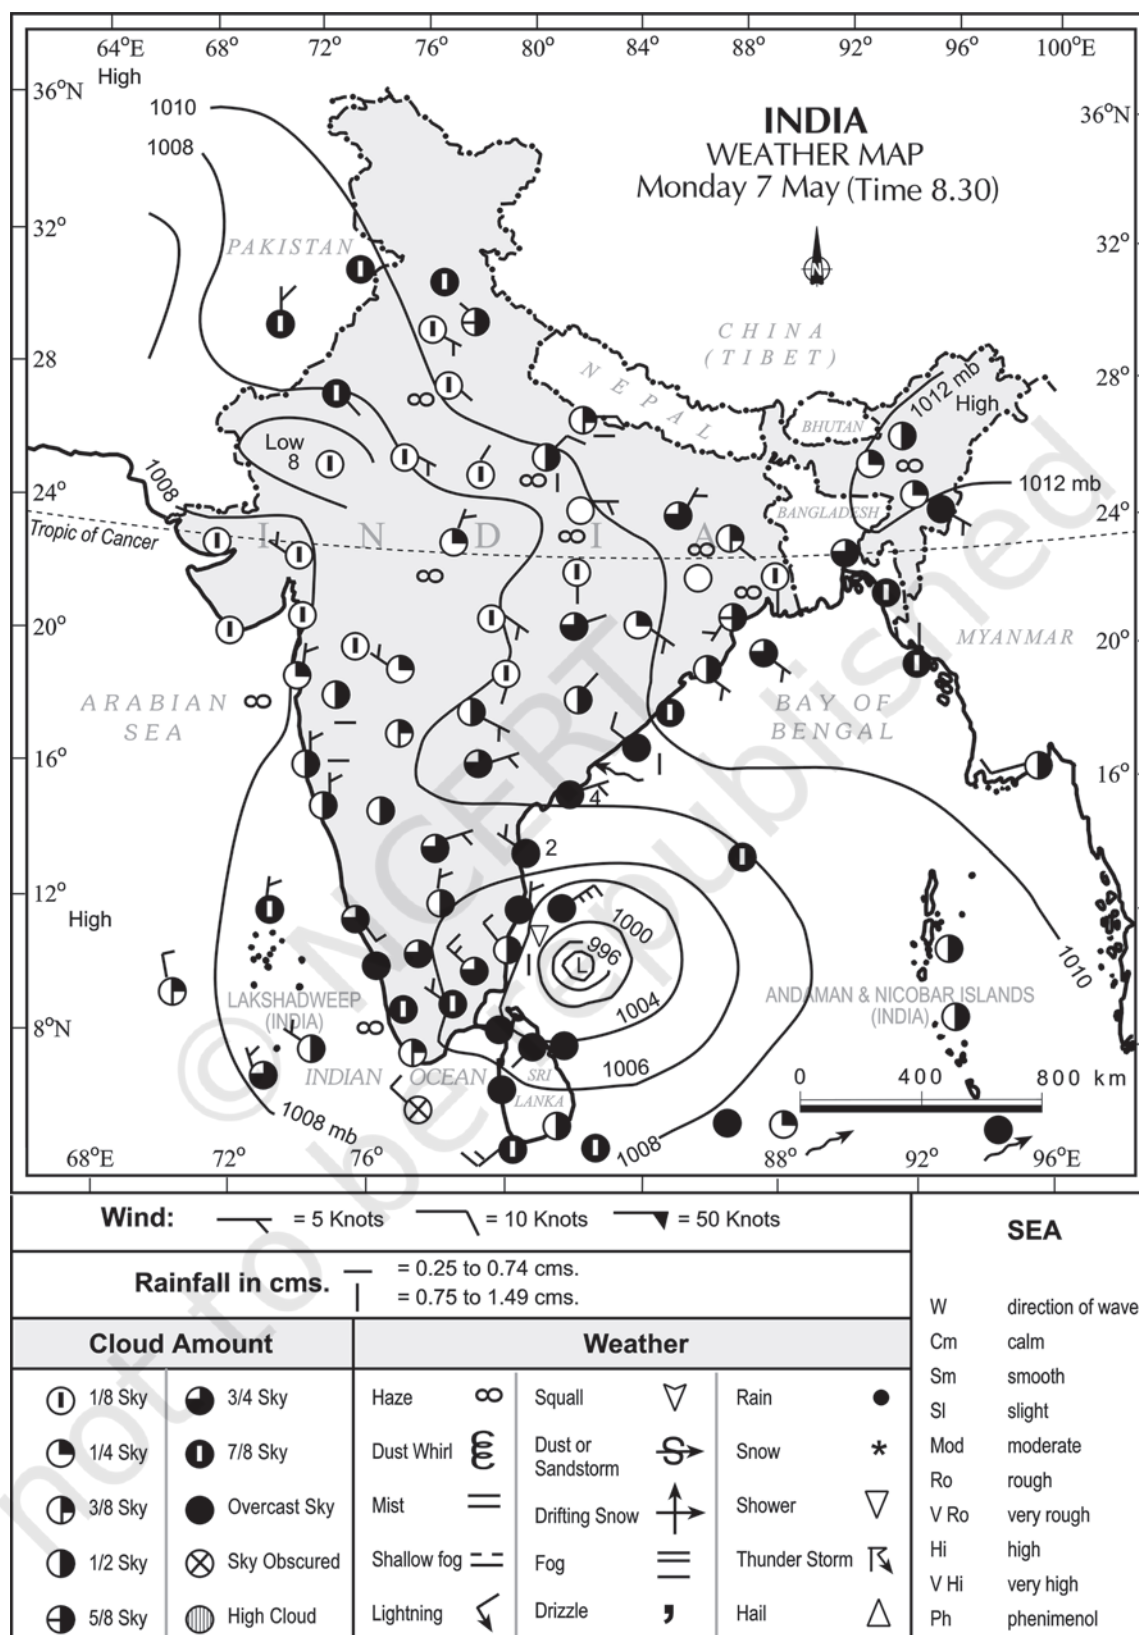 64°E 68° 72° 76° 80° 84° 88° 92° 96° 100°E
High
36°N
1010
36°N
INDIA
WEATHER MAP
Monday 7 May (Time 8.30)
1008
32°
32°
PAKISTAN
N
CHINA
(TIBET)
28
28°
NEPAL
1012 mb
High
BHUTAN
Low
8
1008
24°
1012 mb
24°
BANGLADESH
Tropic of Cancer
I N D I A
20°
20°
MYANMAR
ARABIAN
SEA
BAY OF
BENGAL
16°
16°
4
2
12°
12°
High
1000
996
L
1010
LAKSHADWEEP
(INDIA)
1004
ANDAMAN & NICOBAR ISLANDS
(INDIA)
8°N
8°
1006
INDIAN OCEAN
SRI
LANKA
0 400 800 km
1008 mb
1008
68°E 72° 76° 88° 92° 96°E
© NCERT
not to be republished
Wind: = 5 Knots = 10 Knots = 50 Knots
Rainfall in cms. = 0.25 to 0.74 cms.
= 0.75 to 1.49 cms.
Cloud Amount
1/8 Sky 3/4 Sky
1/4 Sky 7/8 Sky
3/8 Sky Overcast Sky
1/2 Sky Sky Obscured
5/8 Sky High Cloud
Weather
Haze Squall Rain
Dust Whirl Dust or Sandstorm Snow
Mist Drifting Snow Shower
Shallow fog Fog Thunder Storm
Lightning Drizzle Hail
SEA
W direction of wave
Cm calm
Sm smooth
Sl slight
Mod moderate
Ro rough
V Ro very rough
Hi high
V Hi very high
Ph phenimenol